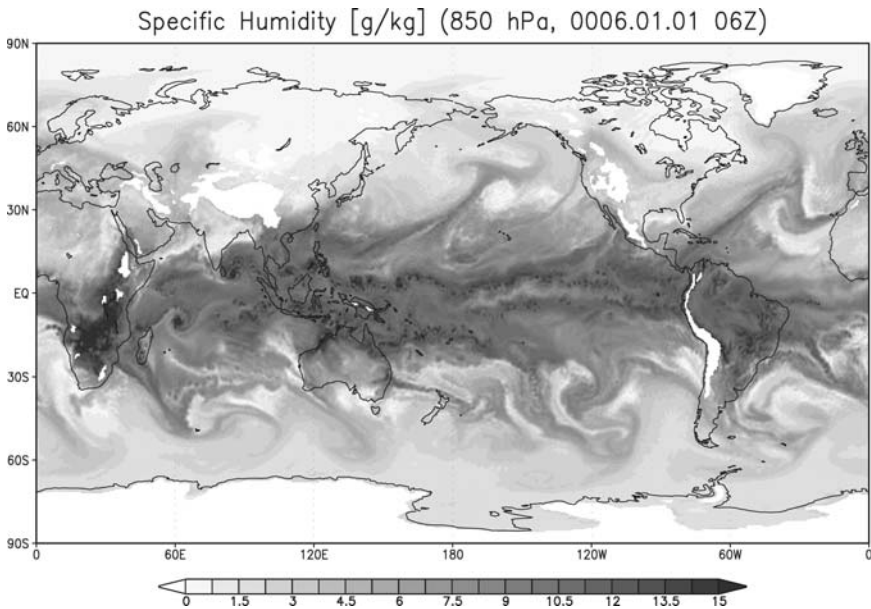 Specific Humidity [g/kg] (850 hPa, 0006.01.01 06Z)
90N
60N
30N
EQ
30S
60S
90S
0 60E 120E 180 120W 60W 0
0 1.5 3 4.5 6 7.5 9 10.5 12 13.5 15